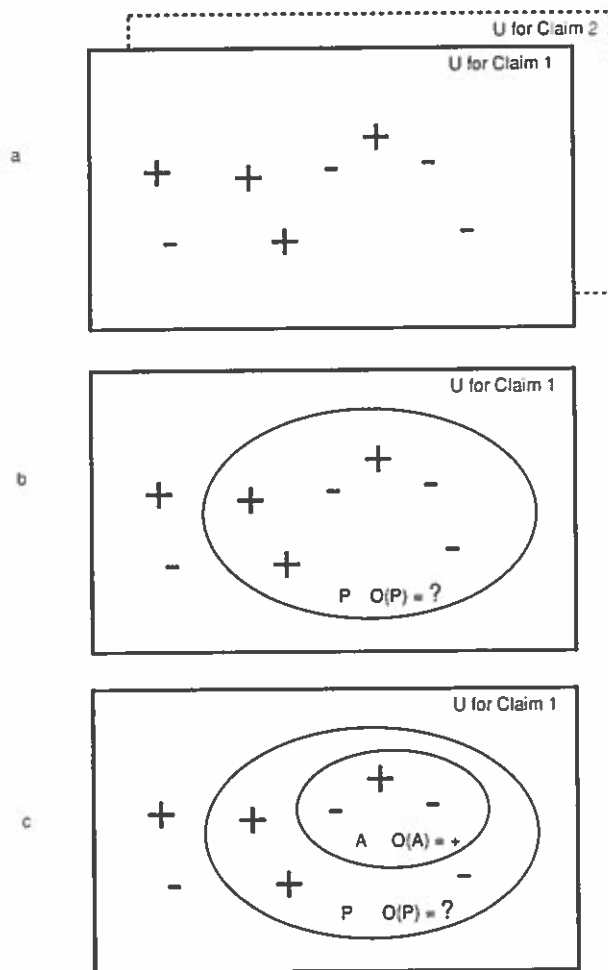 U for Claim 2
U for Claim 1
a
+ + - + -
- + -
U for Claim 1
b
+ + - + -
- + -
P O(P) = ?
U for Claim 1
c
+ + - + -
A O(A) = +
- + -
P O(P) = ?